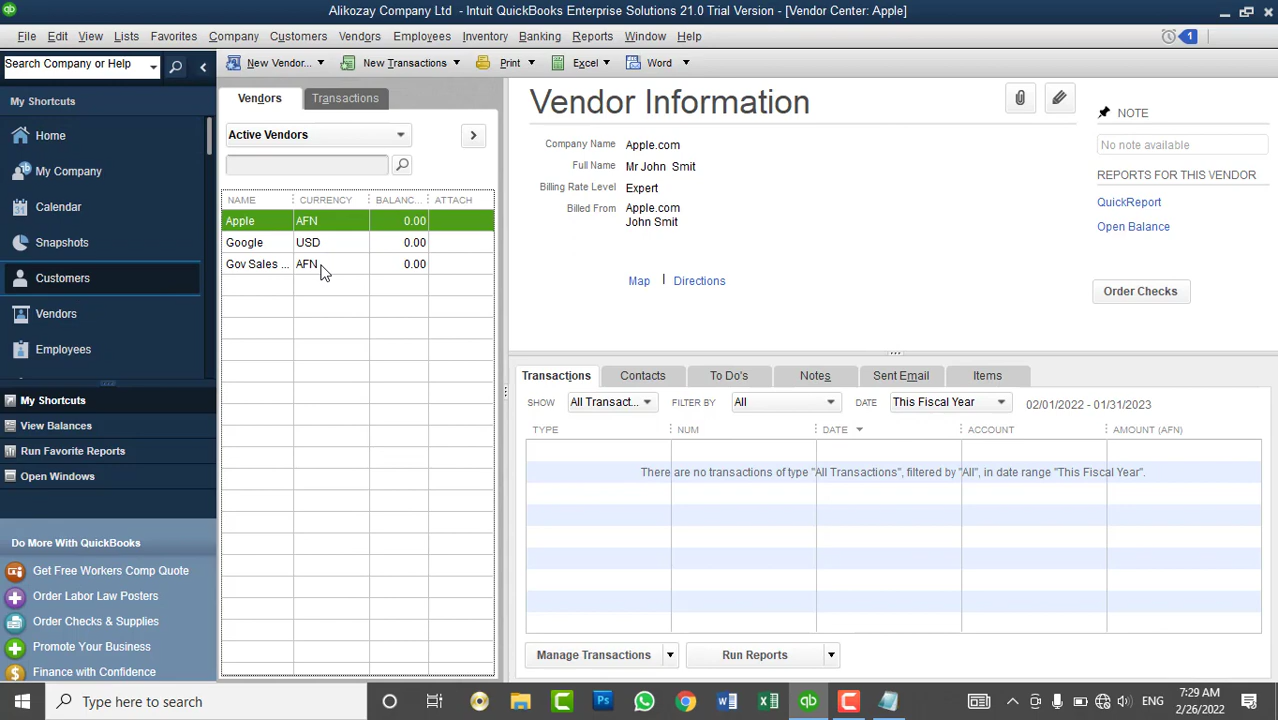 Alikozay Company Ltd - Intuit QuickBooks Enterprise Solutions 21.0 Trial Version - [Vendor Center: Apple]
File Edit View Lists Favorites Company Customers Vendors Employees Inventory Banking Reports Window Help 1
Search Company or Help
New Vendor... New Transactions Print Excel Word
My Shortcuts
Home
My Company
Calendar
Snapshots
Customers
Vendors
Employees
My Shortcuts
View Balances
Run Favorite Reports
Open Windows
Do More With QuickBooks
Get Free Workers Comp Quote
Order Labor Law Posters
Order Checks & Supplies
Promote Your Business
Finance with Confidence
Vendors Transactions
Active Vendors
NAME CURRENCY BALANC... ATTACH
Apple AFN 0.00
Google USD 0.00
Gov Sales ... AFN 0.00
Vendor Information
Company Name Apple.com
Full Name Mr John Smit
Billing Rate Level Expert
Billed From Apple.com
John Smit
Map Directions
NOTE
No note available
REPORTS FOR THIS VENDOR
QuickReport
Open Balance
Order Checks
Transactions Contacts To Do's Notes Sent Email Items
SHOW All Transact... FILTER BY All DATE This Fiscal Year 02/01/2022 - 01/31/2023
TYPE NUM DATE ACCOUNT AMOUNT (AFN)
There are no transactions of type "All Transactions", filtered by "All", in date range "This Fiscal Year".
Manage Transactions Run Reports
Type here to search
ENG
7:29 AM
2/26/2022